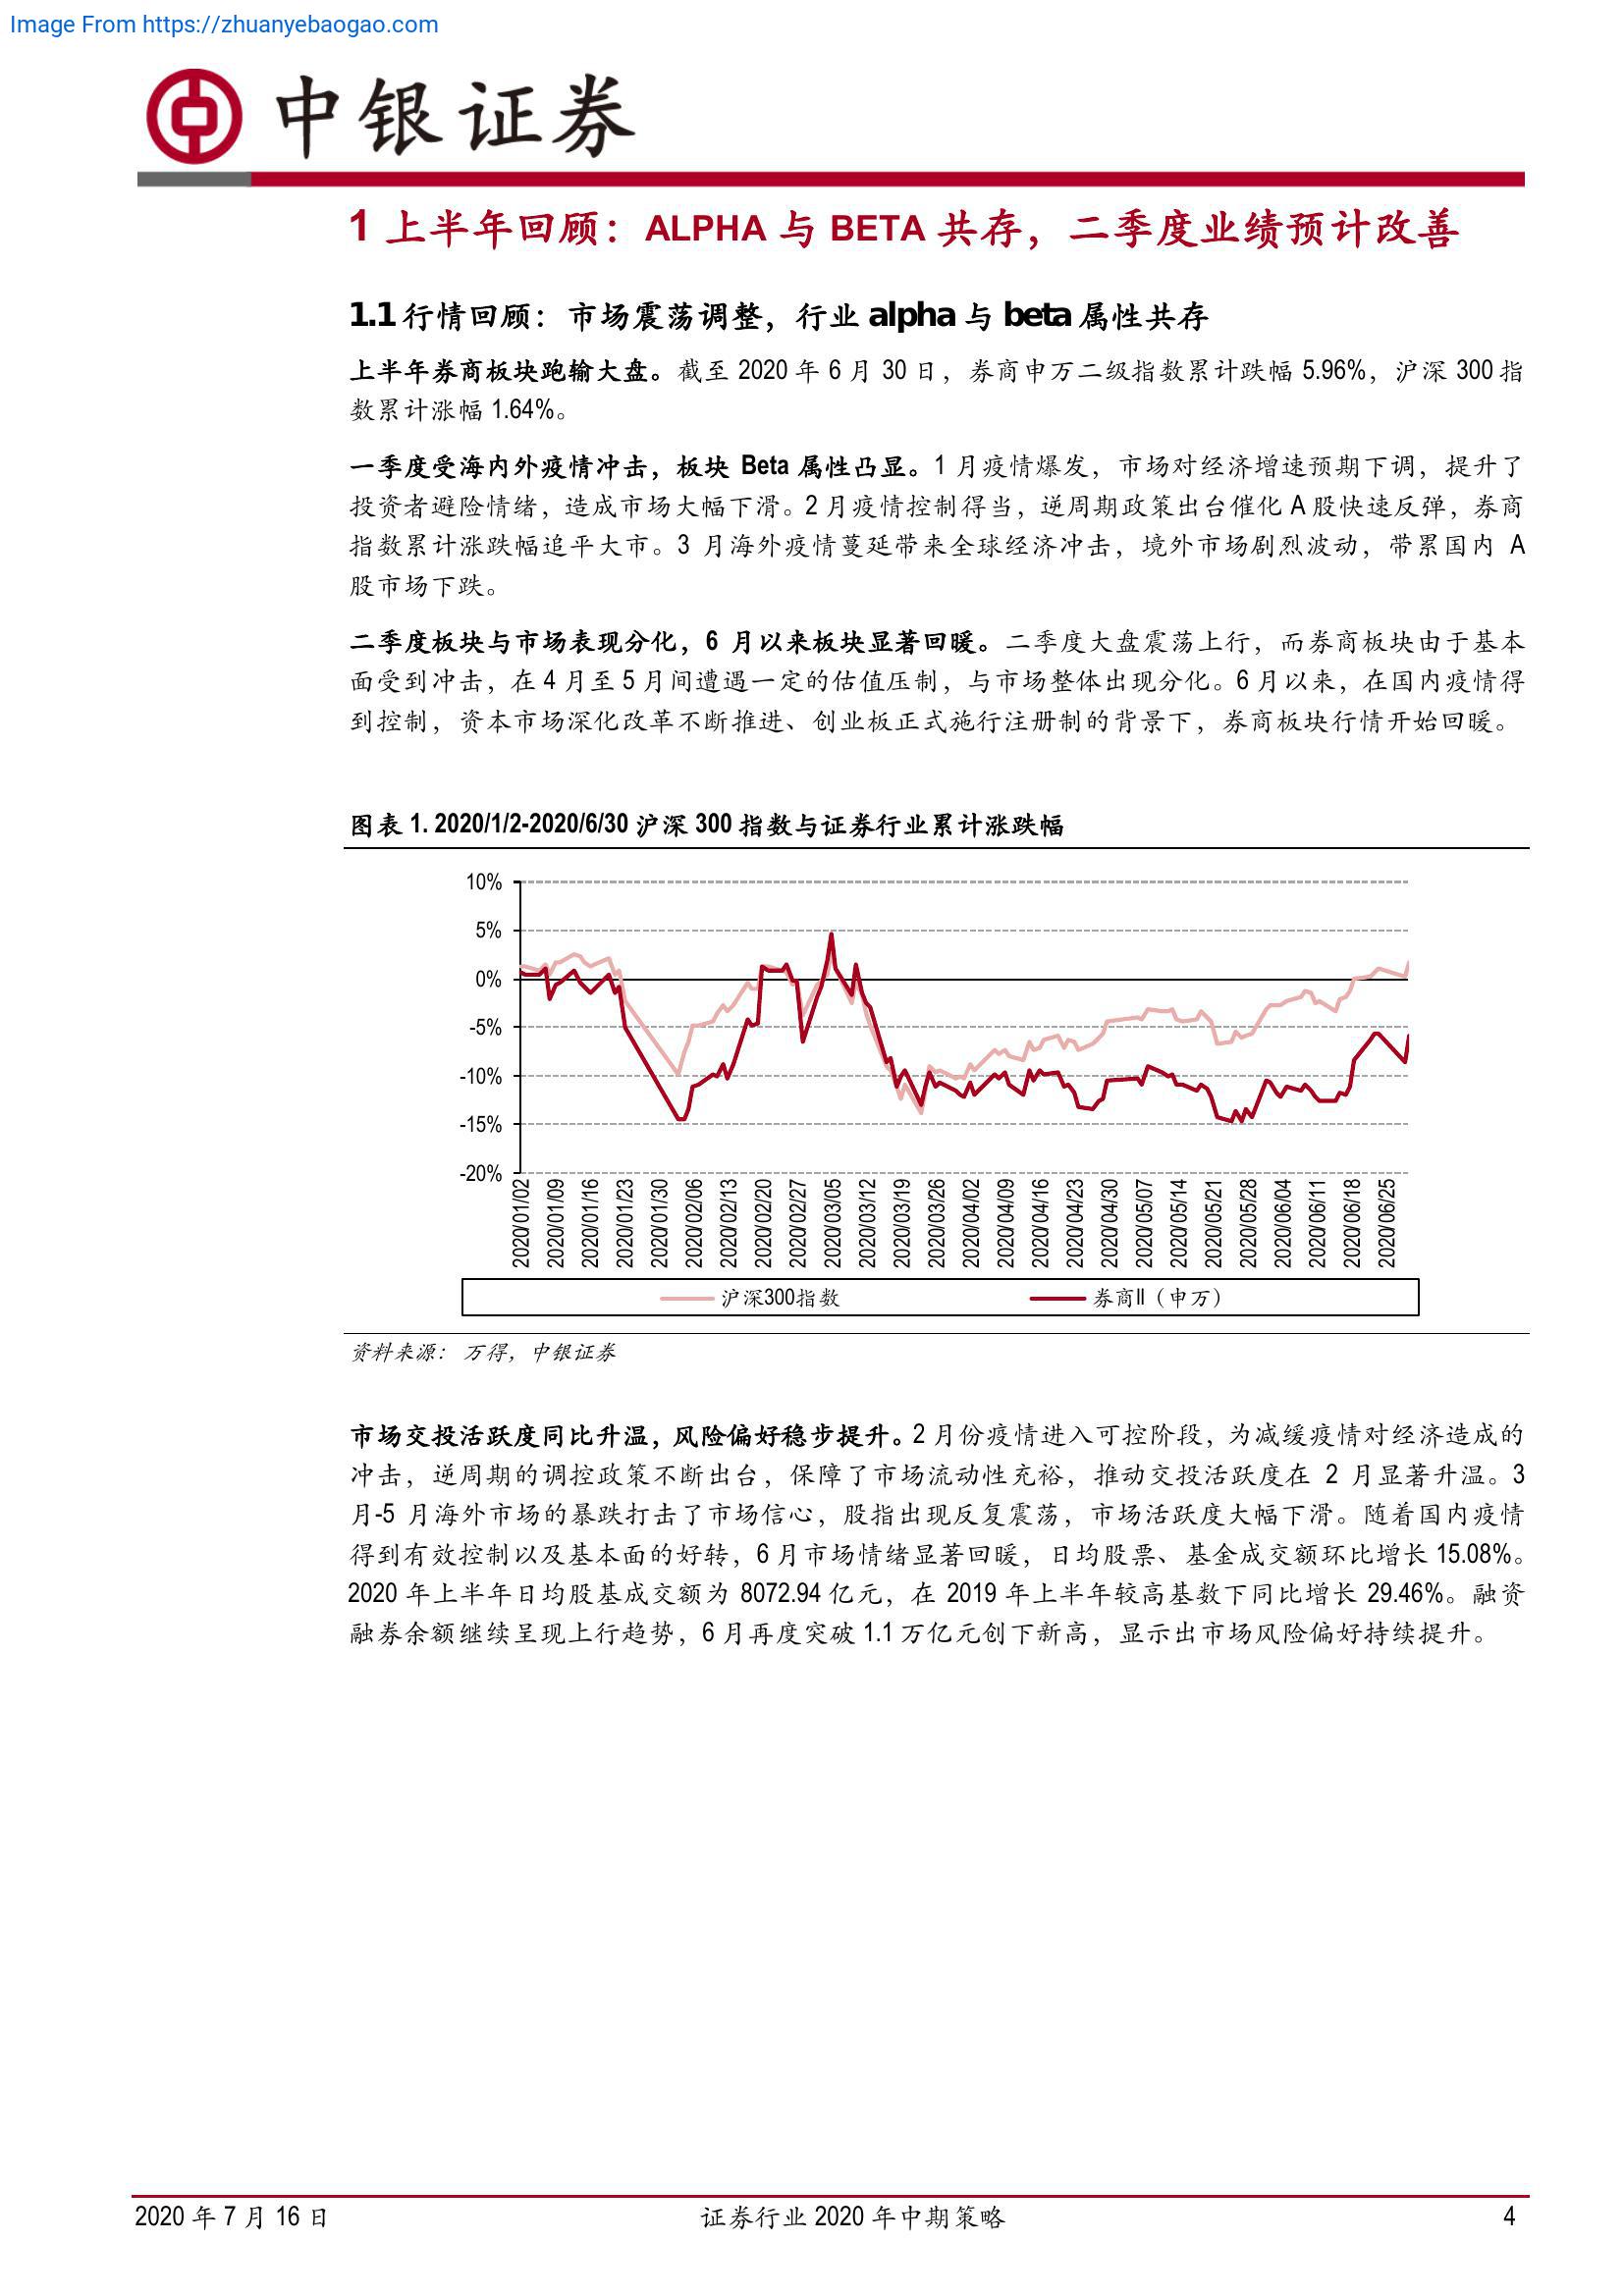 Image From https://zhuanyebaogao.com
中银证券
1 上半年回顾：ALPHA 与 BETA 共存，二季度业绩预计改善
1.1 行情回顾：市场震荡调整，行业 alpha 与 beta 属性共存
上半年券商板块跑输大盘。截至 2020 年 6 月 30 日，券商申万二级指数累计跌幅 5.96%，沪深 300 指
数累计涨幅 1.64%。
一季度受海内外疫情冲击，板块 Beta 属性凸显。1 月疫情爆发，市场对经济增速预期下调，提升了
投资者避险情绪，造成市场大幅下滑。2 月疫情控制得当，逆周期政策出台催化 A 股快速反弹，券商
指数累计涨跌幅追平大市。3 月海外疫情蔓延带来全球经济冲击，境外市场剧烈波动，带累国内 A
股市场下跌。
二季度板块与市场表现分化，6 月以来板块显著回暖。二季度大盘震荡上行，而券商板块由于基本
面受到冲击，在 4 月至 5 月间遭遇一定的估值压制，与市场整体出现分化。6 月以来，在国内疫情得
到控制，资本市场深化改革不断推进、创业板正式施行注册制的背景下，券商板块行情开始回暖。
图表 1. 2020/1/2-2020/6/30 沪深 300 指数与证券行业累计涨跌幅
10%
5%
0%
-5%
-10%
-15%
-20%
2020/01/02
2020/01/09
2020/01/16
2020/01/23
2020/01/30
2020/02/06
2020/02/13
2020/02/20
2020/02/27
2020/03/05
2020/03/12
2020/03/19
2020/03/26
2020/04/02
2020/04/09
2020/04/16
2020/04/23
2020/04/30
2020/05/07
2020/05/14
2020/05/21
2020/05/28
2020/06/04
2020/06/11
2020/06/18
2020/06/25
沪深300指数
券商II（申万）
资料来源：万得，中银证券
市场交投活跃度同比升温，风险偏好稳步提升。2 月份疫情进入可控阶段，为减缓疫情对经济造成的
冲击，逆周期的调控政策不断出台，保障了市场流动性充裕，推动交投活跃度在 2 月显著升温。3
月-5 月海外市场的暴跌打击了市场信心，股指出现反复震荡，市场活跃度大幅下滑。随着国内疫情
得到有效控制以及基本面的好转，6 月市场情绪显著回暖，日均股票、基金成交额环比增长 15.08%。
2020 年上半年日均股基成交额为 8072.94 亿元，在 2019 年上半年较高基数下同比增长 29.46%。融资
融券余额继续呈现上行趋势，6 月再度突破 1.1 万亿元创下新高，显示出市场风险偏好持续提升。
2020 年 7 月 16 日
证券行业 2020 年中期策略
4